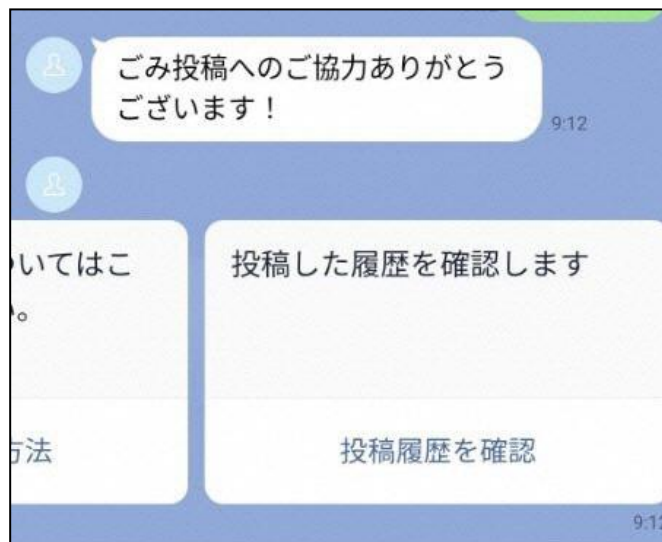 ごみ投稿へのご協力ありがとう
ございます！
9:12
いてはこ
。
投稿した履歴を確認します
方法
投稿履歴を確認
9:12